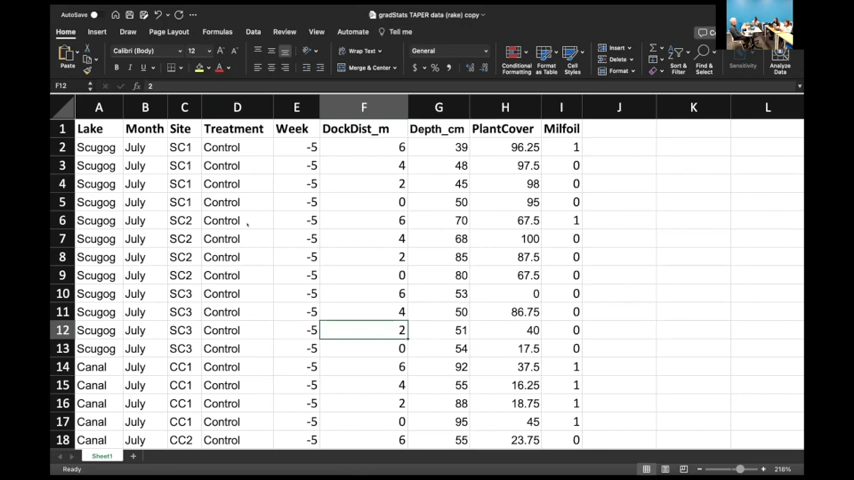 AutoSave
gradStats TAPER data (rake) copy
Home Insert Draw Page Layout Formulas Data Review View Automate Tell me
Paste Calibri (Body) 12 Wrap Text General Insert
Merge & Center Conditional Formatting Format as Table Cell Styles Delete Format Sort & Filter Find & Select Sensitivity Analyze Data
F12 fx 2
A B C D E F G H I J K L
1 Lake Month Site Treatment Week DockDist_m Depth_cm PlantCover Milfoil
2 Scugog July SC1 Control -5 6 39 96.25 1
3 Scugog July SC1 Control -5 4 48 97.5 0
4 Scugog July SC1 Control -5 2 45 98 0
5 Scugog July SC1 Control -5 0 50 95 0
6 Scugog July SC2 Control -5 6 70 67.5 1
7 Scugog July SC2 Control -5 4 68 100 0
8 Scugog July SC2 Control -5 2 85 87.5 0
9 Scugog July SC2 Control -5 0 80 67.5 0
10 Scugog July SC3 Control -5 6 53 0 0
11 Scugog July SC3 Control -5 4 50 86.75 0
12 Scugog July SC3 Control -5 2 51 40 0
13 Scugog July SC3 Control -5 0 54 17.5 0
14 Canal July CC1 Control -5 6 92 37.5 1
15 Canal July CC1 Control -5 4 55 16.25 1
16 Canal July CC1 Control -5 2 88 18.75 1
17 Canal July CC1 Control -5 0 95 45 1
18 Canal July CC2 Control -5 6 55 23.75 0
Sheet1
Ready 218%